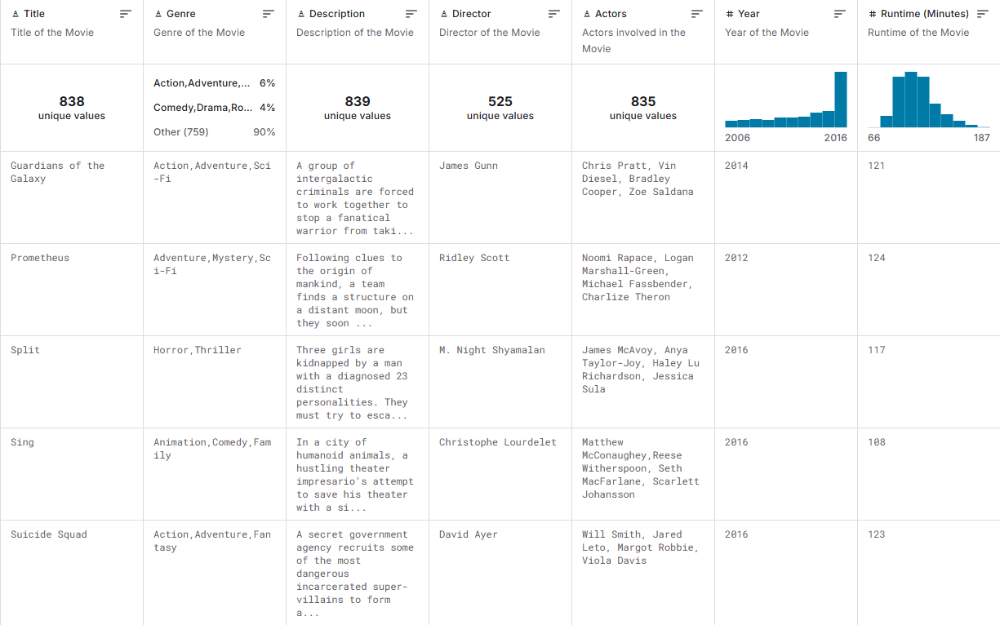 Title
Title of the Movie
Genre
Genre of the Movie
Description
Description of the Movie
Director
Director of the Movie
Actors
Actors involved in the
Movie
# Year
Year of the Movie
# Runtime (Minutes)
Runtime of the Movie
838
unique values
Action,Adventure,... 6%
Comedy,Drama,Ro... 4%
Other (759) 90%
839
unique values
525
unique values
835
unique values
2006 2016
66 187
Guardians of the
Galaxy
Action,Adventure,Sci
-Fi
A group of
intergalactic
criminals are forced
to work together to
stop a fanatical
warrior from taki...
James Gunn
Chris Pratt, Vin
Diesel, Bradley
Cooper, Zoe Saldana
2014
121
Prometheus
Adventure,Mystery,Sc
i-Fi
Following clues to
the origin of
mankind, a team
finds a structure on
a distant moon, but
they soon ...
Ridley Scott
Noomi Rapace, Logan
Marshall-Green,
Michael Fassbender,
Charlize Theron
2012
124
Split
Horror,Thriller
Three girls are
kidnapped by a man
with a diagnosed 23
distinct
personalities. They
must try to esca...
M. Night Shyamalan
James McAvoy, Anya
Taylor-Joy, Haley Lu
Richardson, Jessica
Sula
2016
117
Sing
Animation,Comedy,Fam
ily
In a city of
humanoid animals, a
hustling theater
impresario's attempt
to save his theater
with a si...
Christophe Lourdelet
Matthew
McConaughey,Reese
Witherspoon, Seth
MacFarlane, Scarlett
Johansson
2016
108
Suicide Squad
Action,Adventure,Fan
tasy
A secret government
agency recruits some
of the most
dangerous
incarcerated super-
villains to form
a...
David Ayer
Will Smith, Jared
Leto, Margot Robbie,
Viola Davis
2016
123